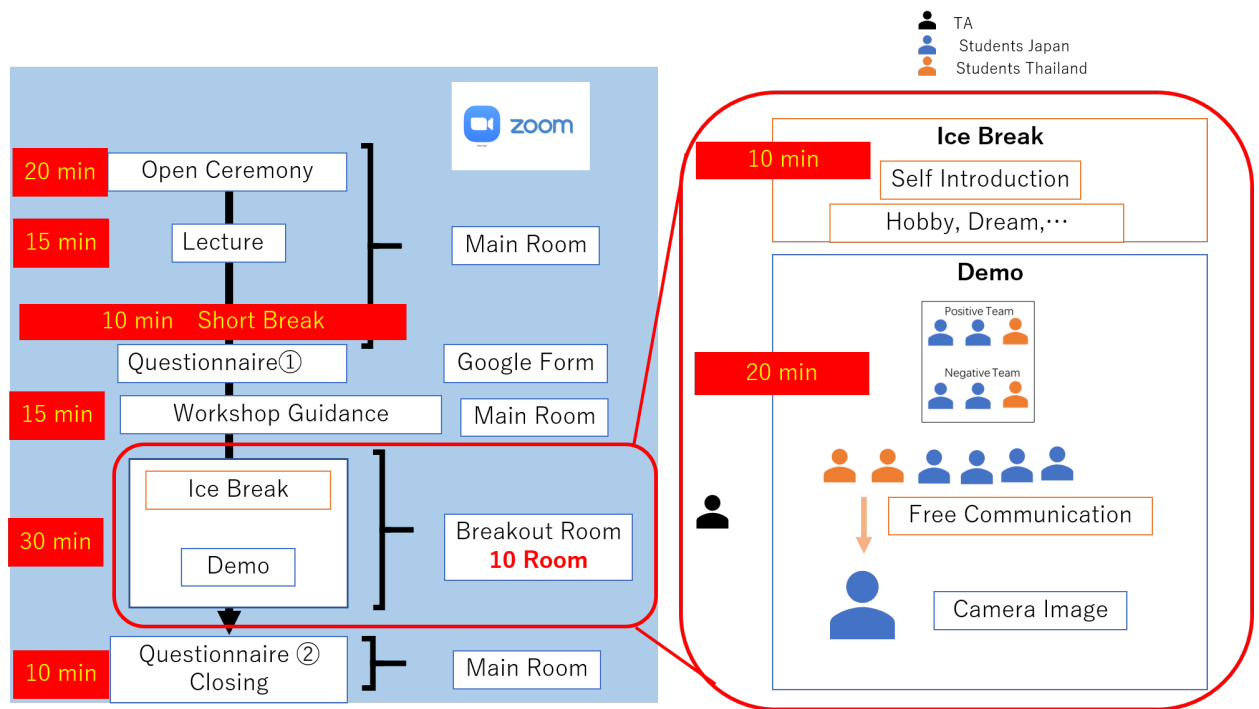 TA
Students Japan
Students Thailand
zoom
20 min
Open Ceremony
15 min
Lecture
Main Room
10 min Short Break
Questionnaire①
Google Form
15 min
Workshop Guidance
Main Room
30 min
Ice Break
Demo
Breakout Room
10 Room
10 min
Questionnaire ②
Closing
Main Room
Ice Break
10 min
Self Introduction
Hobby, Dream,…
Demo
20 min
Positive Team
Negative Team
Free Communication
Camera Image